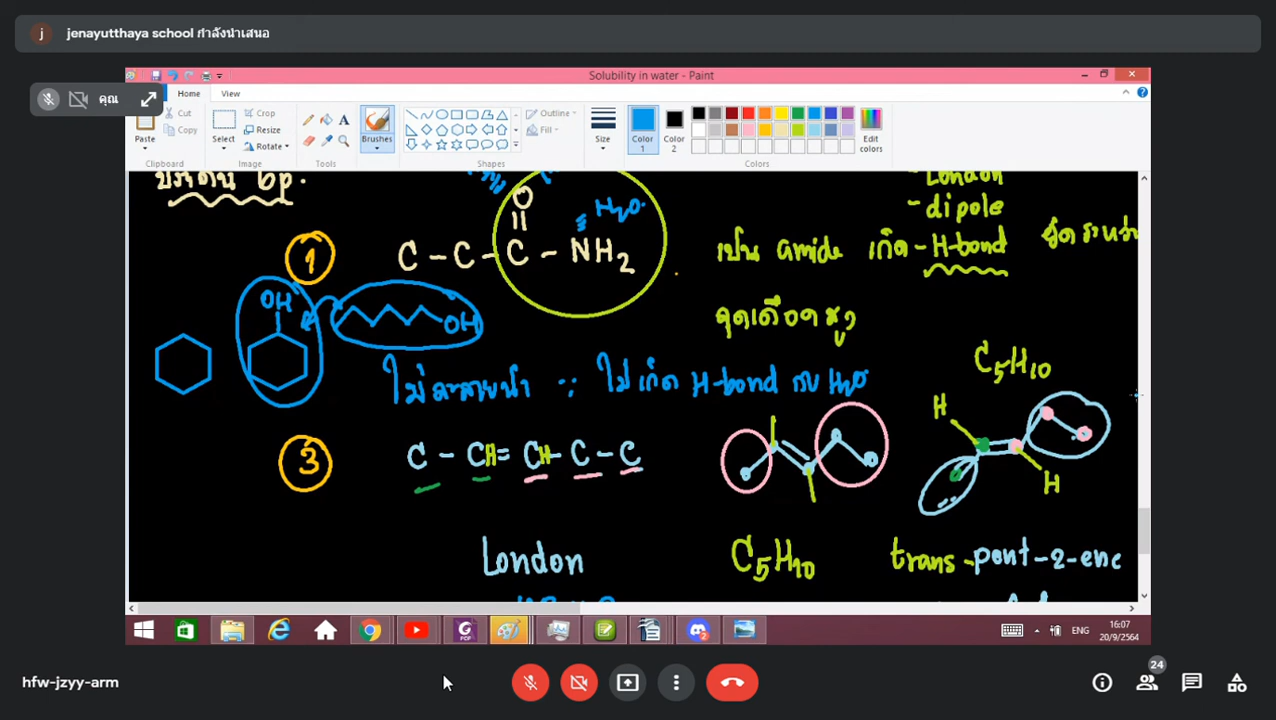 j jenayutthaya school กำลังนำเสนอ
Solubility in water - Paint
คุณ
Home View
Cut
Copy
Paste
Clipboard
Select
Crop
Resize
Rotate
Image
Tools
Brushes
Shapes
Outline
Fill
Size
Color 1
Color 2
Edit colors
Colors
bp.
London
- dipole
O
H2O
1
C - C - C - NH2
เป็น amide เกิด - H-bond
OH
OH
จุดเดือดสูง
ไม่ละลายน้ำ ∵ ไม่เกิด H-bond กับ H2O
C5H10
H
3
C - CH = CH - C - C
H
London
C5H10
trans-pent-2-ene
ENG
16:07
20/9/2564
hfw-jzyy-arm
24